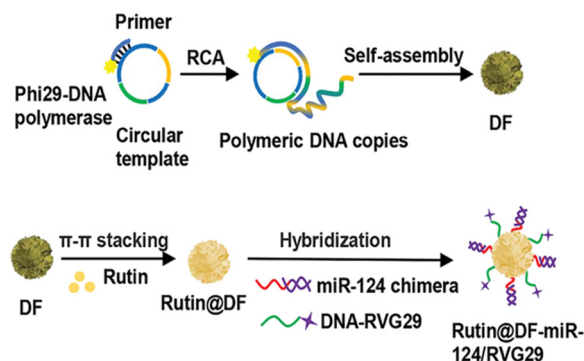 Primer
RCA
Self-assembly
Phi29-DNA
polymerase
Circular
template
Polymeric DNA copies
DF
π-π stacking
Hybridization
Rutin
miR-124 chimera
DF
Rutin@DF
DNA-RVG29
Rutin@DF-miR-
124/RVG29